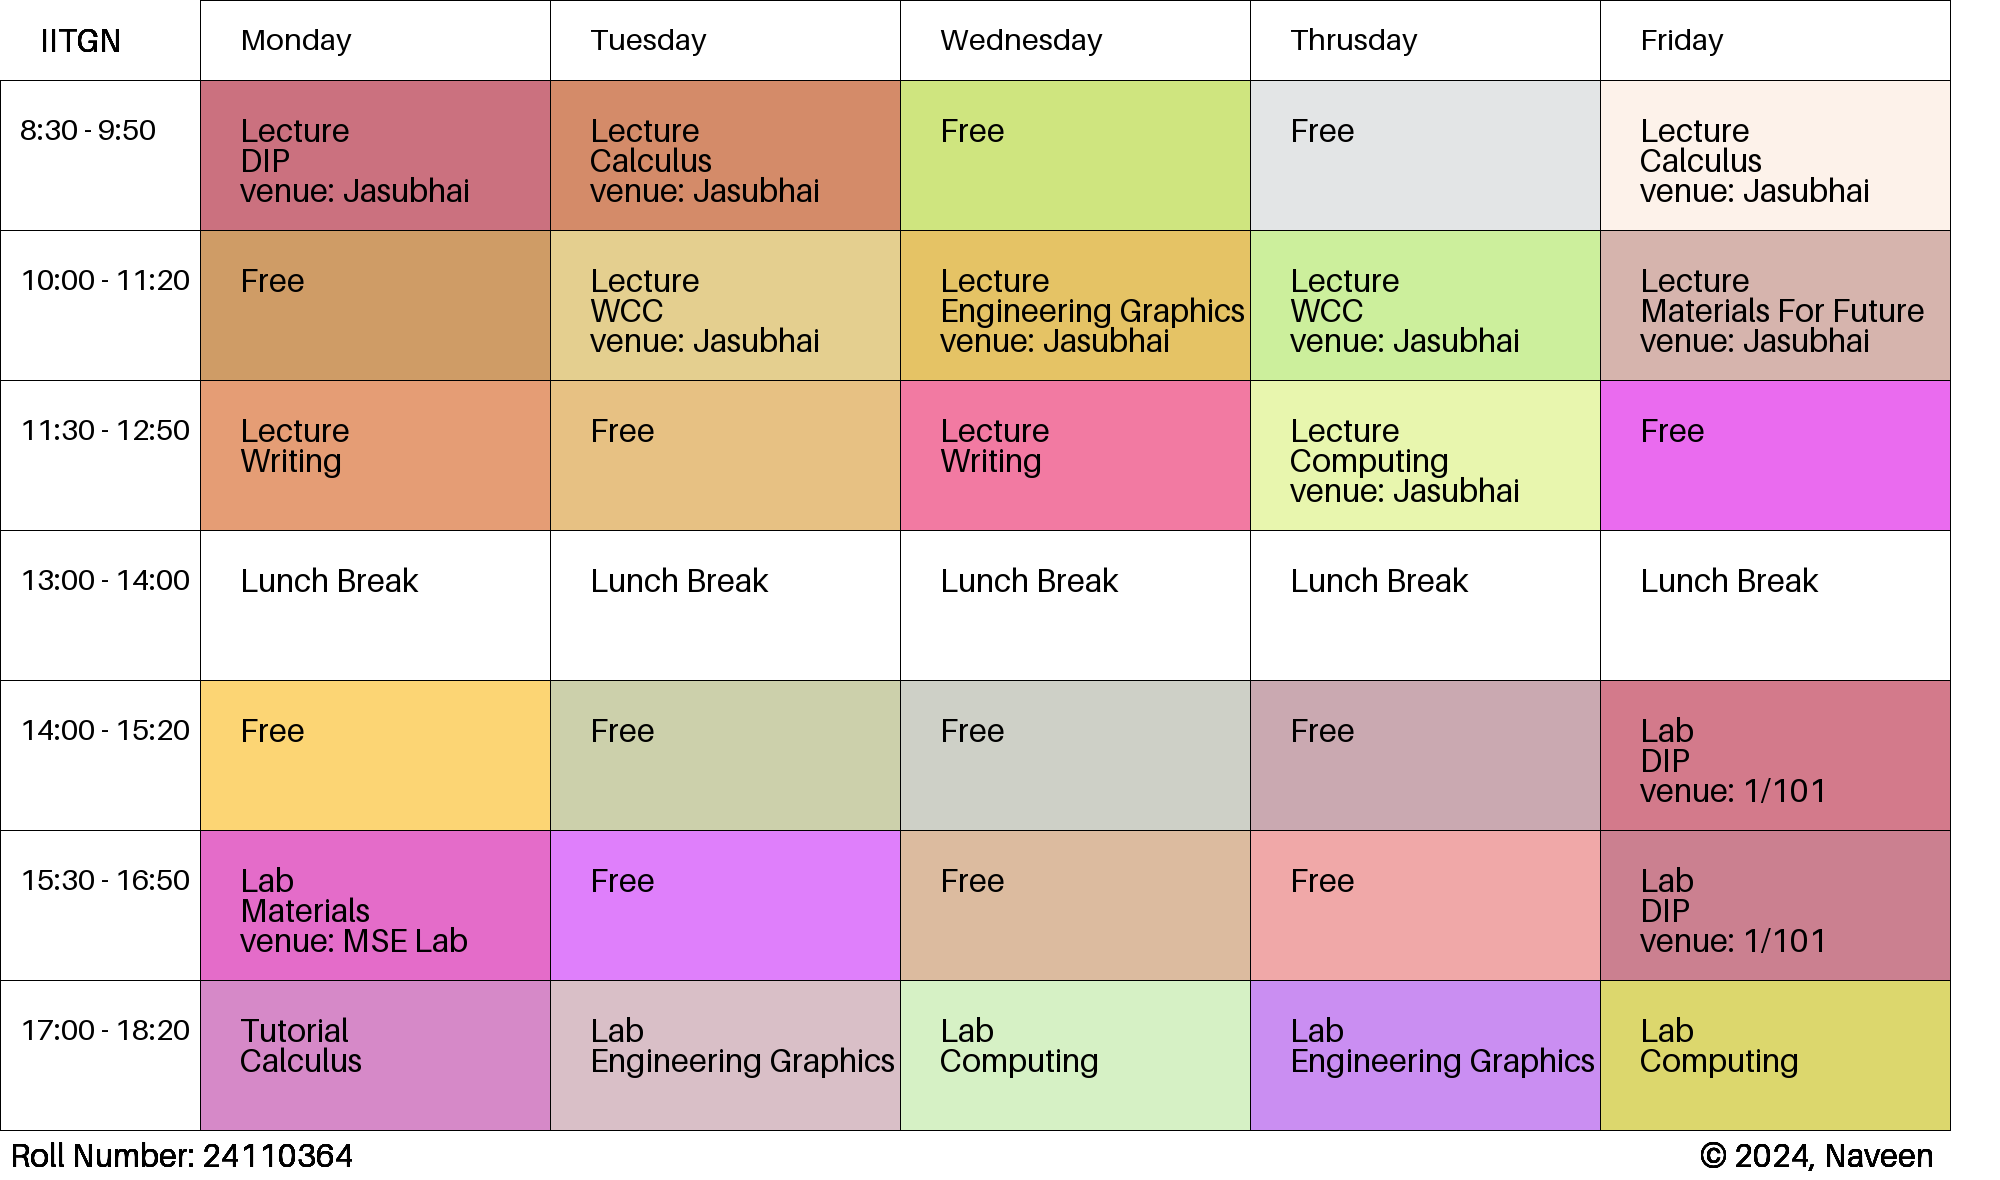 IITGN
Monday
Tuesday
Wednesday
Thrusday
Friday
8:30 - 9:50
Lecture
DIP
venue: Jasubhai
Lecture
Calculus
venue: Jasubhai
Free
Free
Lecture
Calculus
venue: Jasubhai
10:00 - 11:20
Free
Lecture
WCC
venue: Jasubhai
Lecture
Engineering Graphics
venue: Jasubhai
Lecture
WCC
venue: Jasubhai
Lecture
Materials For Future
venue: Jasubhai
11:30 - 12:50
Lecture
Writing
Free
Lecture
Writing
Lecture
Computing
venue: Jasubhai
Free
13:00 - 14:00
Lunch Break
Lunch Break
Lunch Break
Lunch Break
Lunch Break
14:00 - 15:20
Free
Free
Free
Free
Lab
DIP
venue: 1/101
15:30 - 16:50
Lab
Materials
venue: MSE Lab
Free
Free
Free
Lab
DIP
venue: 1/101
17:00 - 18:20
Tutorial
Calculus
Lab
Engineering Graphics
Lab
Computing
Lab
Engineering Graphics
Lab
Computing
Roll Number: 24110364
© 2024, Naveen